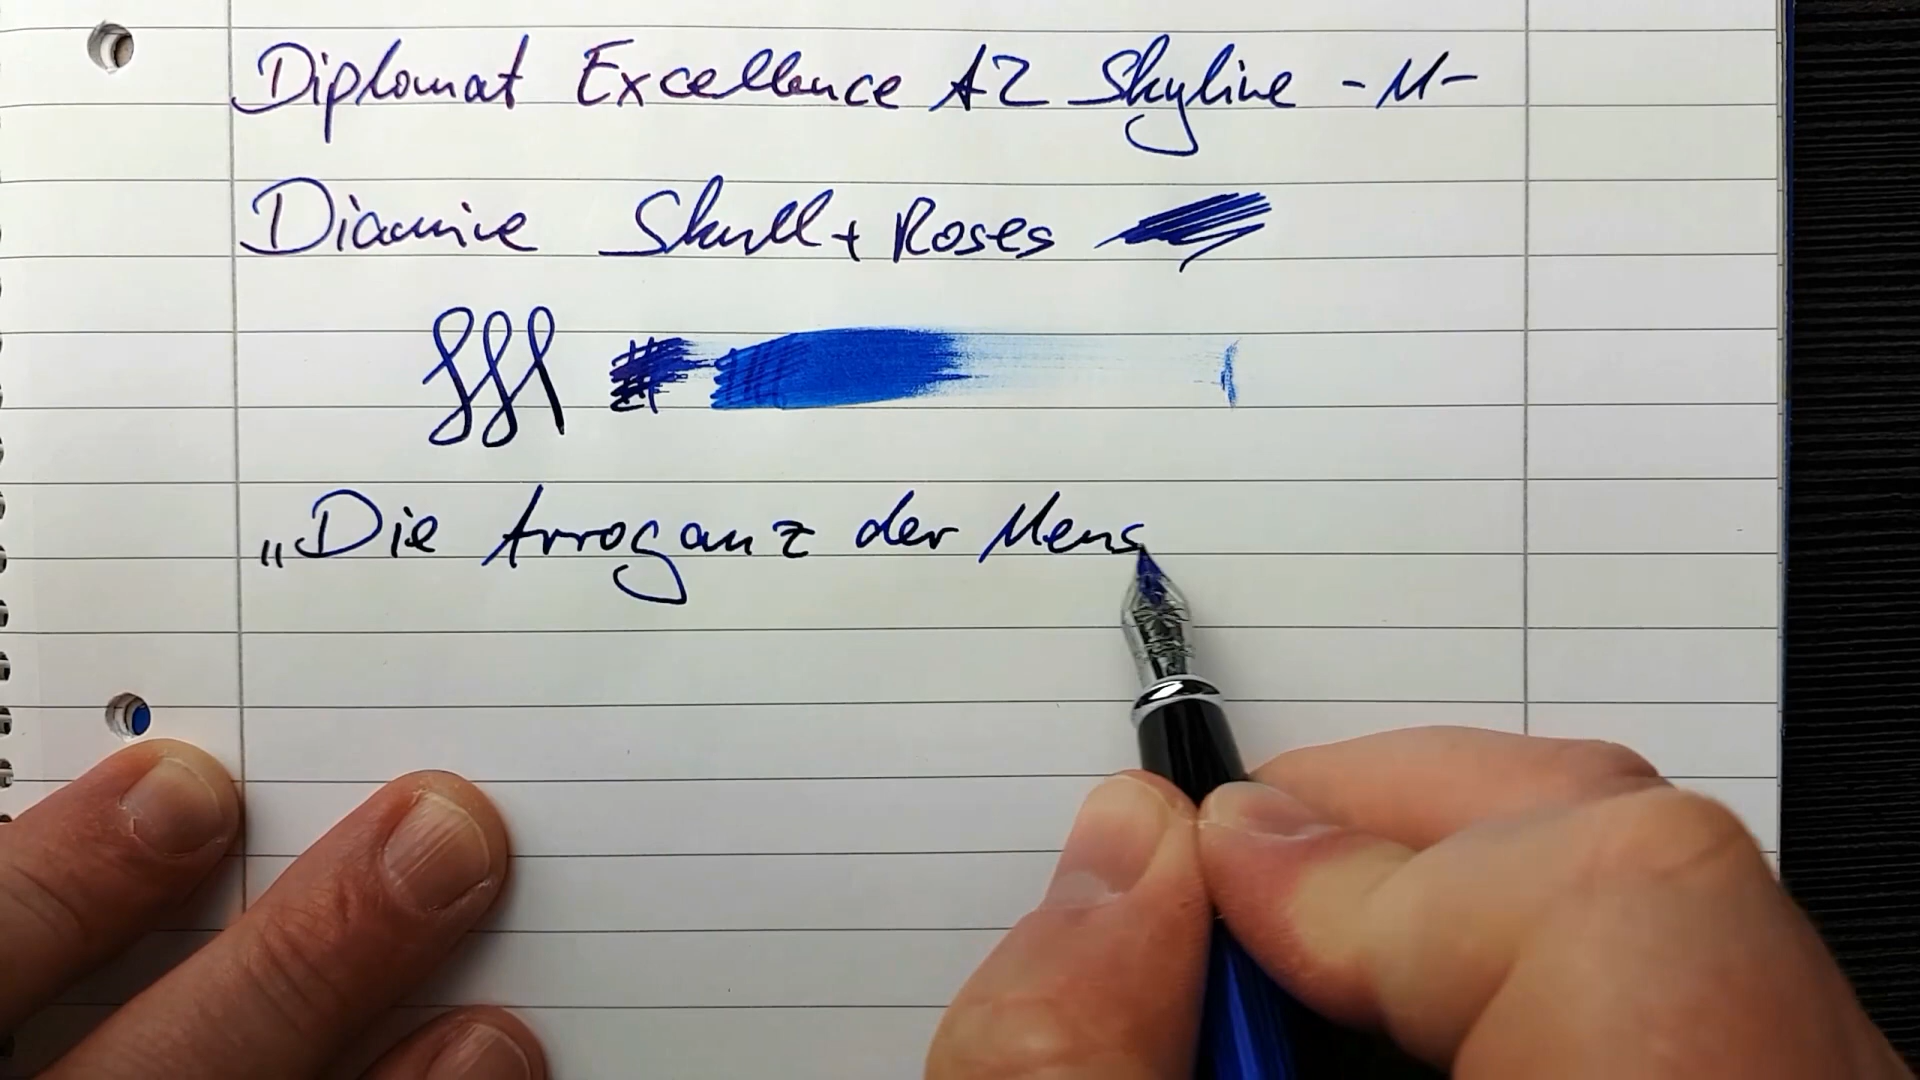 Diplomat Excellence A2 Skyline -M-
Diamine Skull + Roses
„Die Arroganz der Mens